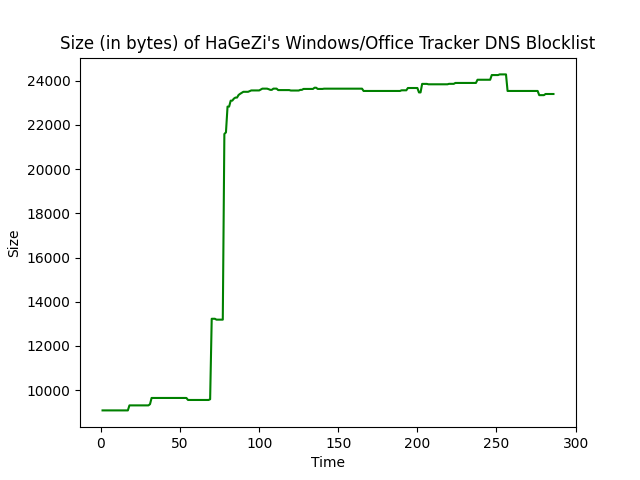 Size (in bytes) of HaGeZi's Windows/Office Tracker DNS Blocklist
24000
22000
20000
18000
16000
14000
12000
10000
Size
0 50 100 150 200 250 300
Time